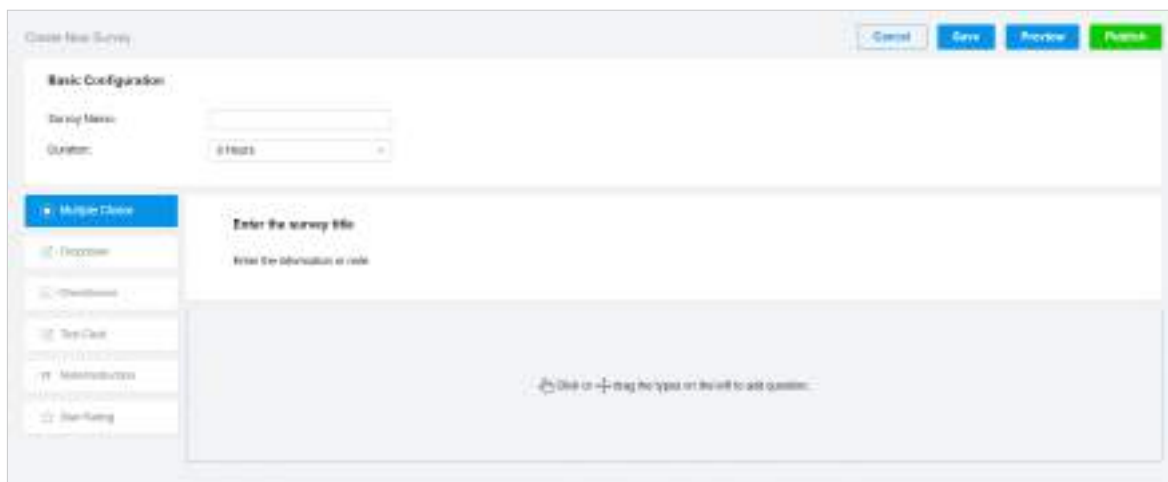 Create New Survey
Cancel
Save
Preview
Publish
Basic Configuration
Survey Name:
Duration:
Multiple Choice
Dropdown
Enter the survey title
Enter the information or note
Checkboxes
Text Field
Click or drag the types on the left to add question.
Star Rating